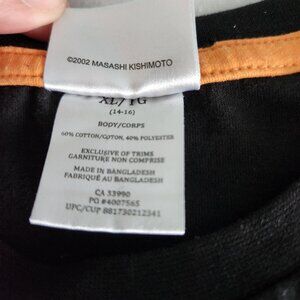 ©2002 MASASHI KISHIMOTO
XL/TG
(14-16)
BODY/CORPS
60% COTTON/COTON, 40% POLYESTER
EXCLUSIVE OF TRIMS
GARNITURE NON COMPRISE
MADE IN BANGLADESH
FABRIQUÉ AU BANGLADESH
CA 33990
PO #4007565
UPC/CUP 881730212341